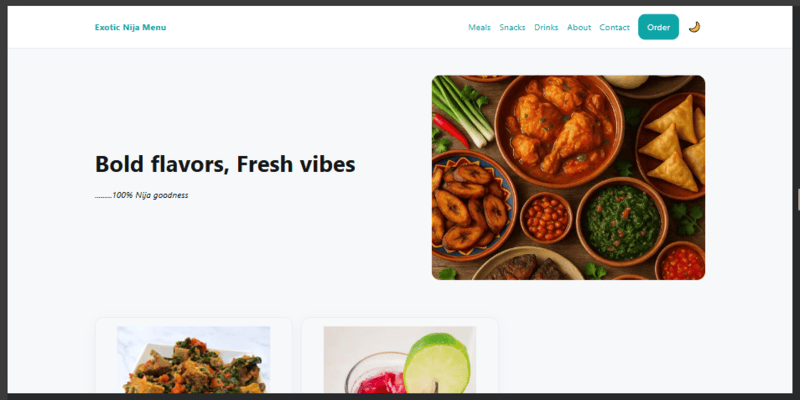 Exotic Nija Menu
Meals Snacks Drinks About Contact Order
Bold flavors, Fresh vibes
.........100% Nija goodness